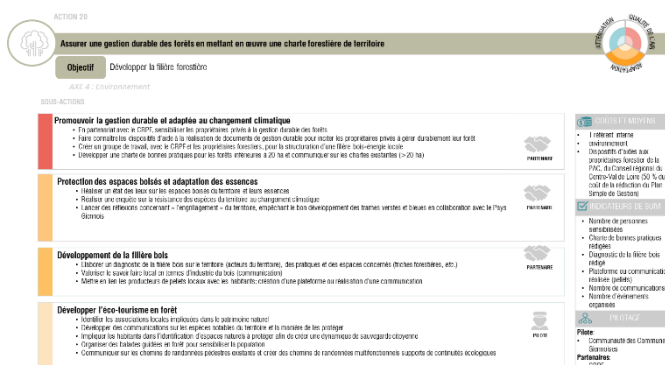 ACTION 20
Assurer une gestion durable des forêts en mettant en œuvre une charte forestière de territoire
Objectif
Développer la filière forestière
AXE 4 : Environnement
SOUS-ACTIONS
ATTÉNUATION
QUALITÉ DE L'AIR
ADAPTATION
Promouvoir la gestion durable et adaptée au changement climatique
• En partenariat avec le CRPF, sensibiliser les propriétaires privés à la gestion durable des forêts
• Faire connaître les dispositifs d'aide à la réalisation de documents de gestion durable pour inciter les propriétaires privés à gérer durablement leur forêt
• Créer un groupe de travail, avec le CRPF et les propriétaires forestiers, pour la structuration d'une filière bois-énergie locale
• Développer une charte de bonnes pratiques pour les forêts inférieures à 20 ha et communiquer sur les chartes existantes (>20 ha)
PARTENAIRE
Protection des espaces boisés et adaptation des essences
• Réaliser un état des lieux sur les espaces boisés du territoire et leurs essences
• Réaliser une enquête sur la résistance des espèces du territoire au changement climatique
• Lancer des réflexions concernant « l'engrillagement » du territoire, empêchant le bon développement des trames vertes et bleues en collaboration avec le Pays
Giennois
PARTENAIRE
Développement de la filière bois
• Elaborer un diagnostic de la filière bois sur le territoire (acteurs du territoire), des pratiques et des espaces concernés (friches forestières, etc.)
• Valoriser le savoir faire local en termes d'industrie du bois (communication)
• Mettre en lien les producteurs de pellets locaux avec les habitants: création d'une plateforme ou réalisation d'une communication
PARTENAIRE
Développer l'éco-tourisme en forêt
• Identifier les associations locales impliquées dans le patrimoine naturel
• Développer des communications sur les espèces notables du territoire et la manière de les protéger
• Impliquer les habitants dans l'identification d'espaces naturels à protéger afin de créer une dynamique de sauvegarde citoyenne
• Organiser des balades guidées en forêt pour sensibiliser la population
• Communiquer sur les chemins de randonnées pédestres existants et créer des chemins de randonnées multifonctionnels supports de continuités écologiques
PILOTE
COÛTS ET MOYENS
• 1 référent interne
environnement
• Dispositifs d'aides aux
propriétaires forestier de la
PAC, du Conseil régional du
Centre-Val de Loire (50 % du
coût de la rédaction du Plan
Simple de Gestion)
INDICATEURS DE SUIVI
• Nombre de personnes
sensibilisées
• Charte de bonnes pratiques
rédigées
• Diagnostic de la filière bois
rédigé
• Plateforme ou communication
réalisée (pellets)
• Nombre de communications
• Nombre d'évènements
organisés
PILOTAGE
Pilote:
• Communauté des Communes
Giennoises
Partenaires: